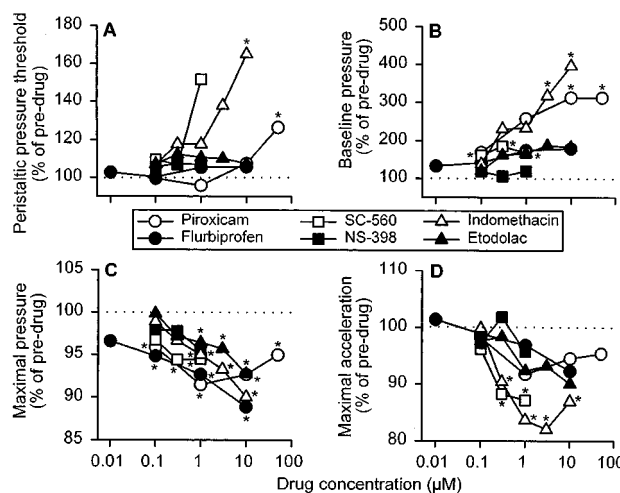 A
B
Peristaltic pressure threshold
(% of pre-drug)
180
160
140
120
100
*
*
Baseline pressure
(% of pre-drug)
500
400
300
200
100
*
*
*
*
*
*
*
Piroxicam
SC-560
Indomethacin
Flurbiprofen
NS-398
Etodolac
C
D
Maximal pressure
(% of pre-drug)
105
100
95
90
85
Maximal acceleration
(% of pre-drug)
110
100
90
80
0.01
0.1
1
10
100
0.01
0.1
1
10
100
Drug concentration (µM)